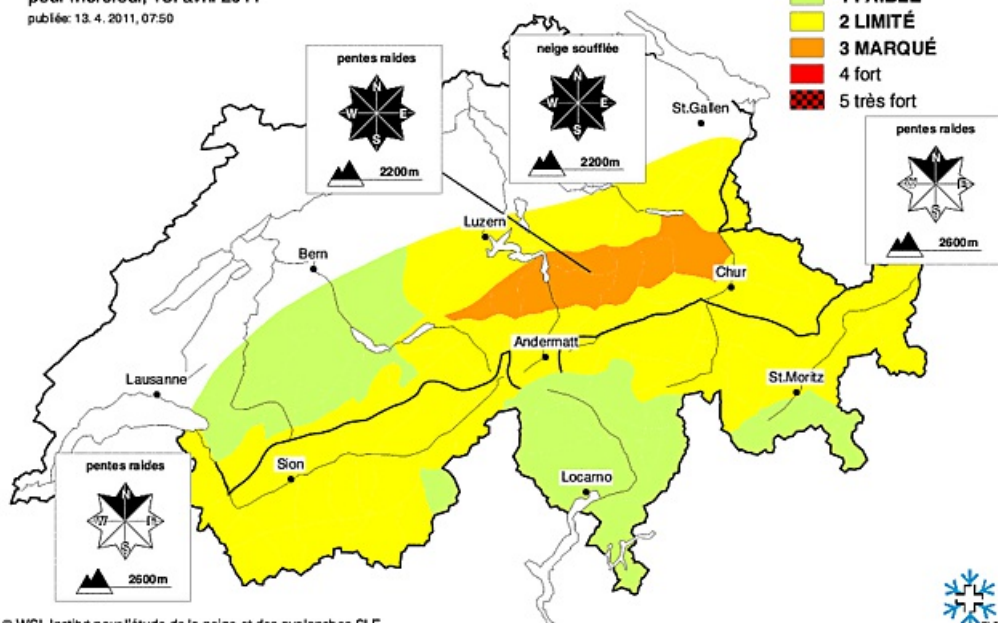 publiée: 13. 4. 2011, 07:50
2 LIMITÉ
3 MARQUÉ
4 fort
5 très fort
pentes raides
N
W E
S
2200m
neige soufflée
N
W E
S
2200m
St.Gallen
pentes raides
N
W E
S
2600m
Luzern
Bern
Chur
Andermatt
St.Moritz
Lausanne
Sion
Locarno
pentes raides
N
W E
S
2600m